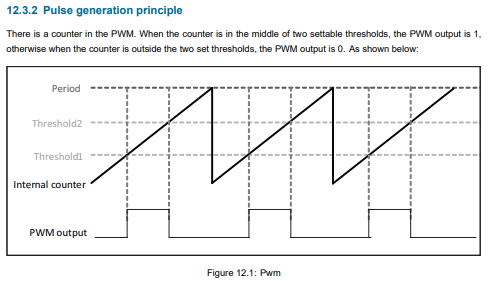 12.3.2 Pulse generation principle
There is a counter in the PWM. When the counter is in the middle of two settable thresholds, the PWM output is 1,
otherwise when the counter is outside the two set thresholds, the PWM output is 0. As shown below:
Period
Threshold2
Threshold1
Internal counter
PWM output
Figure 12.1: Pwm